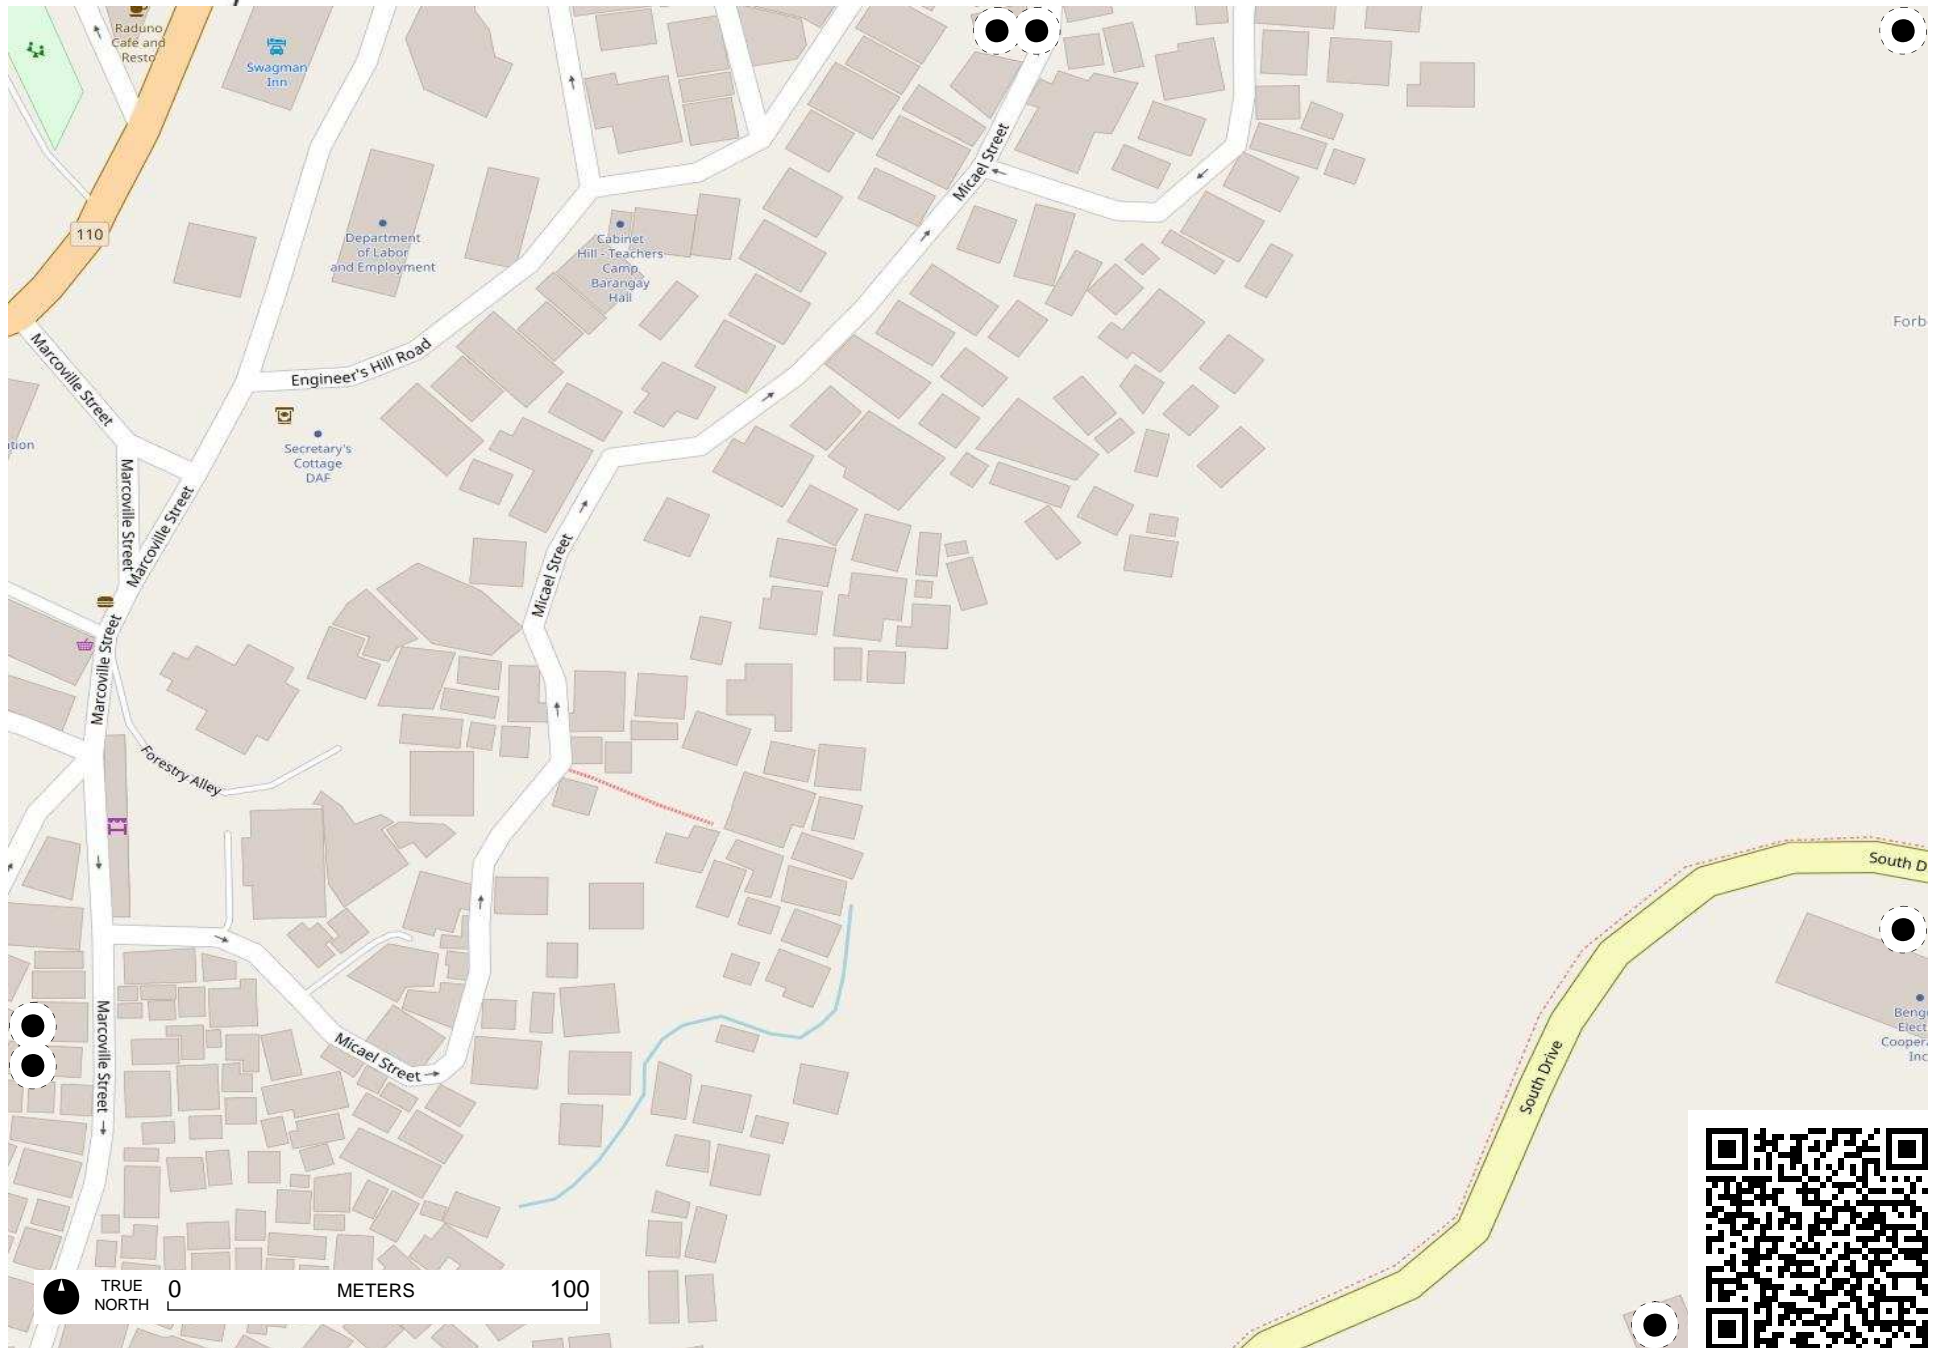 Raduno
Café and
Resto
Swagman
Inn
110
Department
of Labor
and Employment
Cabinet
Hill - Teachers
Camp
Barangay
Hall
Micael Street
Forb
Marcoville Street
Engineer's Hill Road
Secretary's
Cottage
DAF
Marcoville Street
Marcoville Street
Micael Street
Marcoville Street
Forestry Alley
South D
Marcoville Street
Micael Street
South Drive
TRUE
NORTH
0 METERS 100